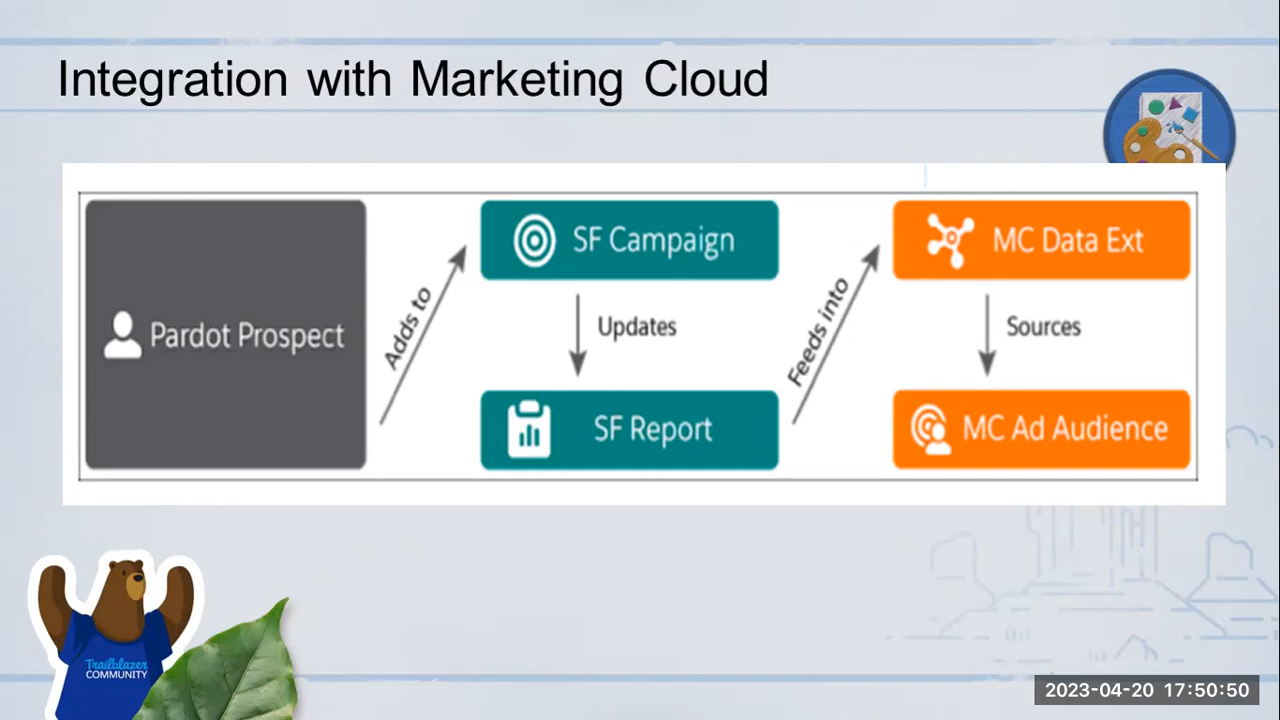 Integration with Marketing Cloud
Pardot Prospect
Adds to
SF Campaign
Updates
SF Report
Feeds into
MC Data Ext
Sources
MC Ad Audience
Trailblazer
COMMUNITY
2023-04-20 17:50:50